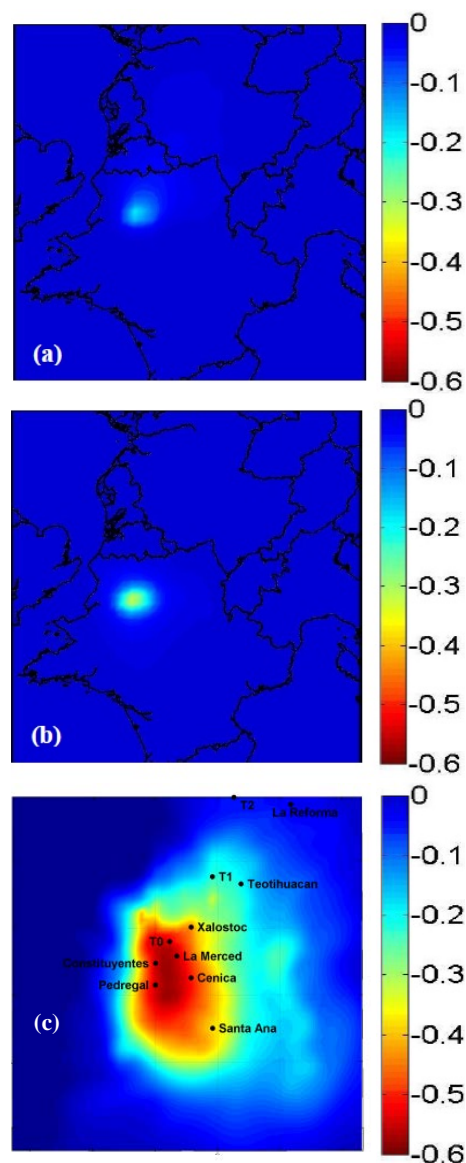 0
-0.1
-0.2
-0.3
-0.4
-0.5
-0.6
(a)
0
-0.1
-0.2
-0.3
-0.4
-0.5
-0.6
(b)
0
-0.1
-0.2
-0.3
-0.4
-0.5
-0.6
T2
La Reforma
T1
Teotihuacan
Xalostoc
T0
La Merced
Constituyentes
Cenica
Pedregal
(c)
Santa Ana